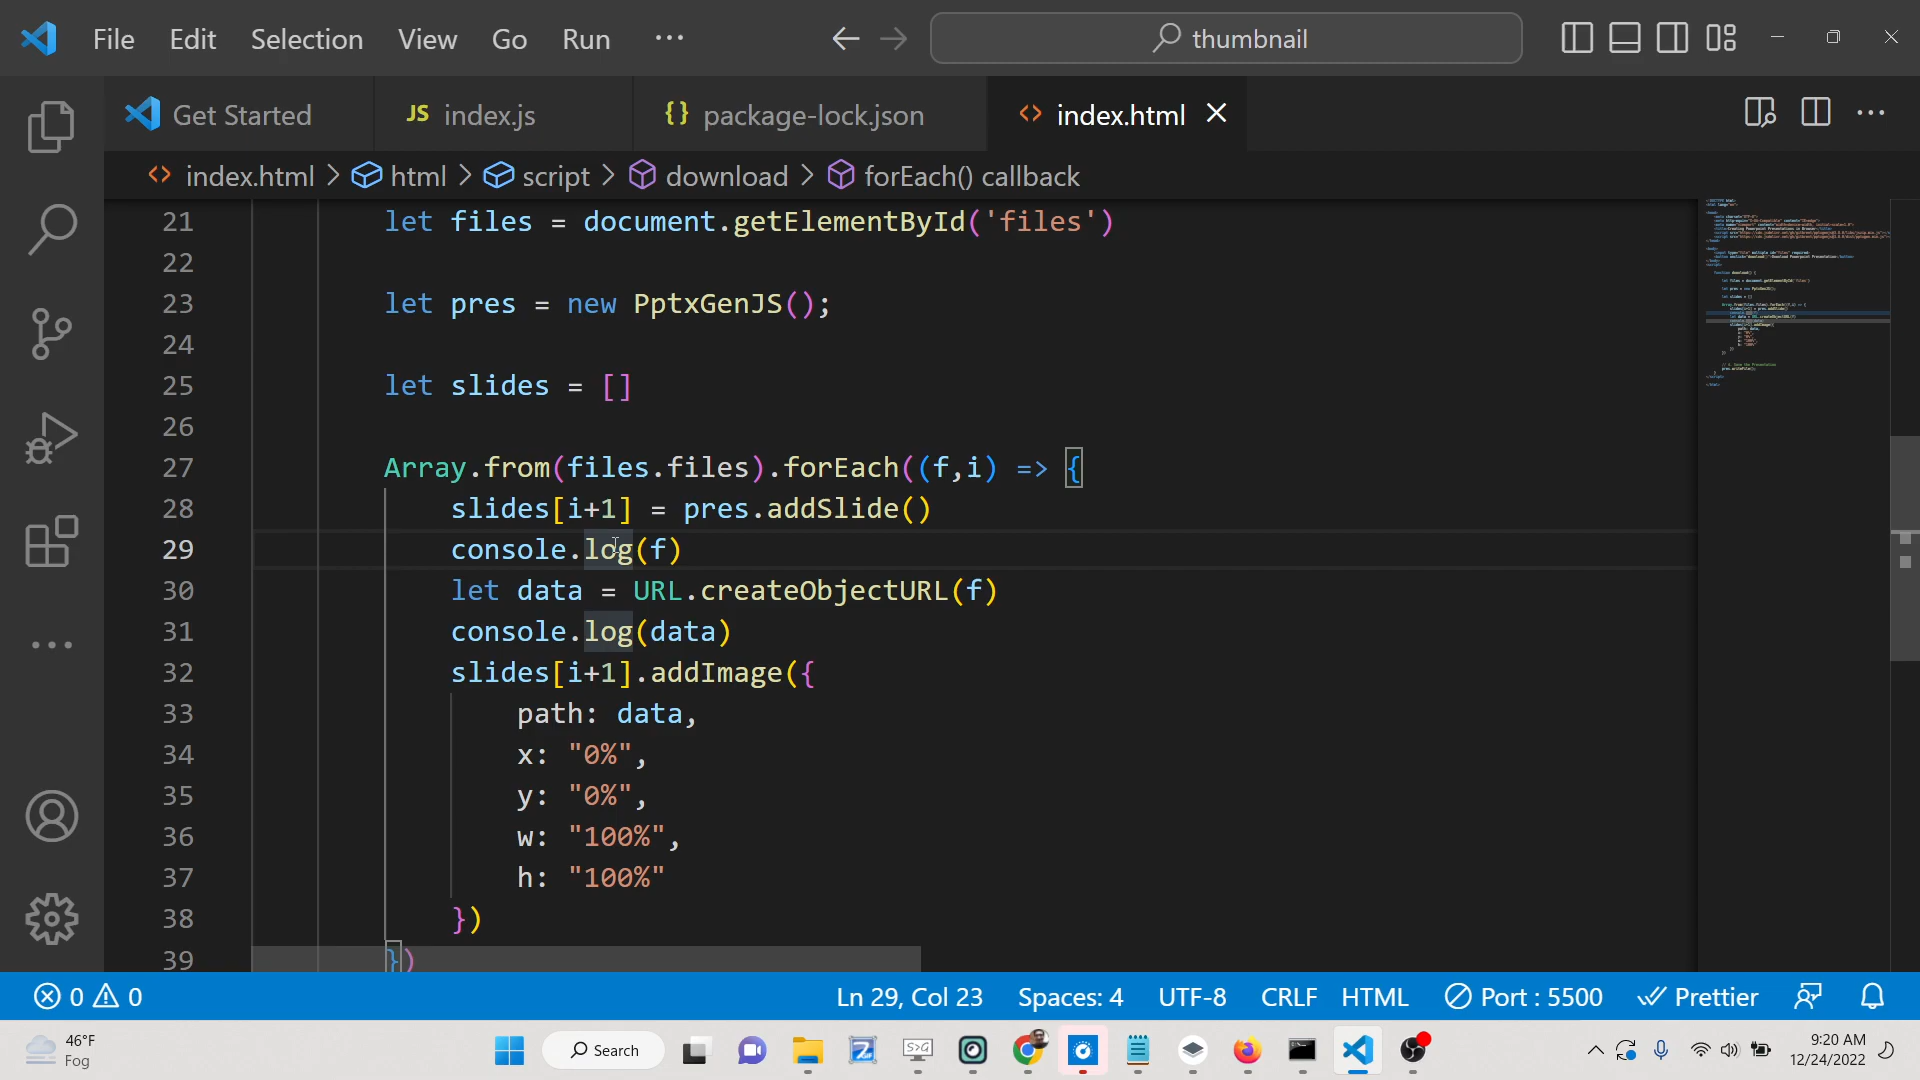 File Edit Selection View Go Run ··· thumbnail
Get Started JS index.js {} package-lock.json <> index.html
<> index.html > html > script > download > forEach() callback
21 let files = document.getElementById('files')
22
23 let pres = new PptxGenJS();
24
25 let slides = []
26
27 Array.from(files.files).forEach((f,i) => {
28 slides[i+1] = pres.addSlide()
29 console.log(f)
30 let data = URL.createObjectURL(f)
31 console.log(data)
32 slides[i+1].addImage({
33 path: data,
34 x: "0%",
35 y: "0%",
36 w: "100%",
37 h: "100%"
38 })
39 })
0 0 Ln 29, Col 23 Spaces: 4 UTF-8 CRLF HTML Port : 5500 Prettier
46°F
Fog
Search
9:20 AM
12/24/2022